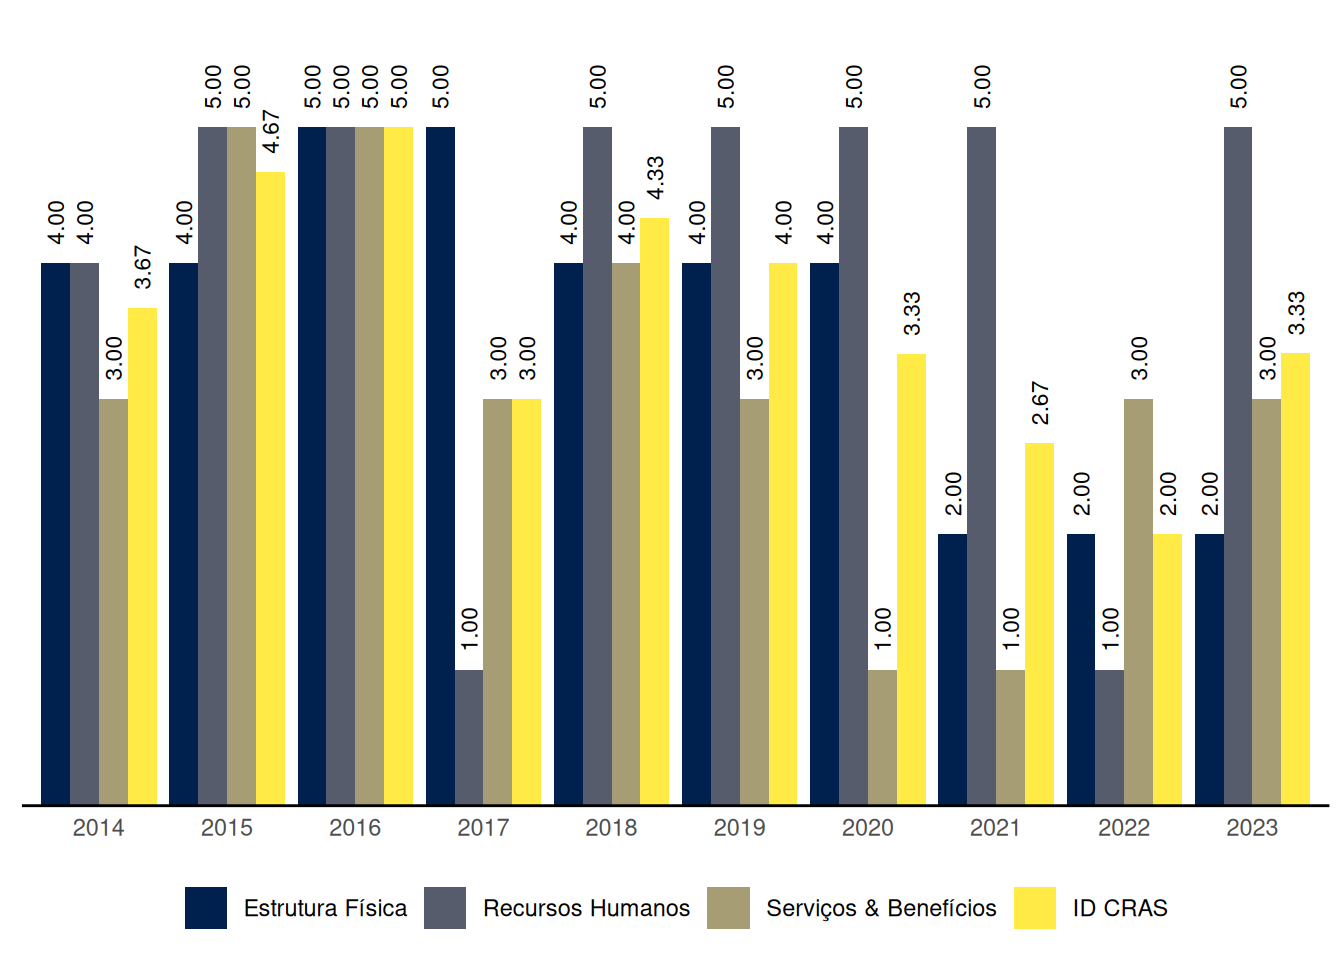 5.00 5.00 5.00 5.00 5.00 5.00 5.00 5.00 5.00 5.00 5.00 5.00
4.67
4.33
4.00 4.00 4.00 4.00 4.00 4.00 4.00 4.00
3.67
3.33 3.33
3.00 3.00 3.00 3.00 3.00 3.00
2.67
2.00 2.00 2.00 2.00
1.00 1.00 1.00 1.00
2014 2015 2016 2017 2018 2019 2020 2021 2022 2023
Estrutura Física Recursos Humanos Serviços & Benefícios ID CRAS